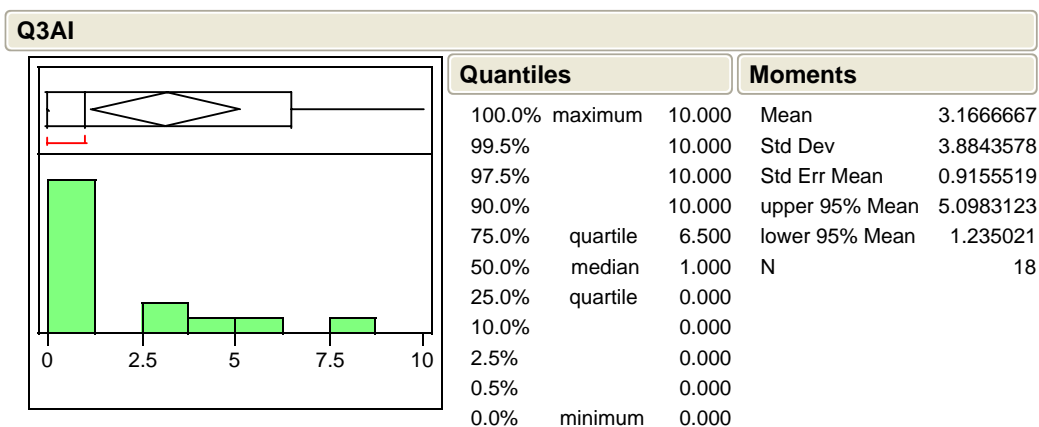 Q3AI
0 2.5 5 7.5 10
Quantiles
100.0% maximum 10.000
99.5% 10.000
97.5% 10.000
90.0% 10.000
75.0% quartile 6.500
50.0% median 1.000
25.0% quartile 0.000
10.0% 0.000
2.5% 0.000
0.5% 0.000
0.0% minimum 0.000
Moments
Mean 3.1666667
Std Dev 3.8843578
Std Err Mean 0.9155519
upper 95% Mean 5.0983123
lower 95% Mean 1.235021
N 18